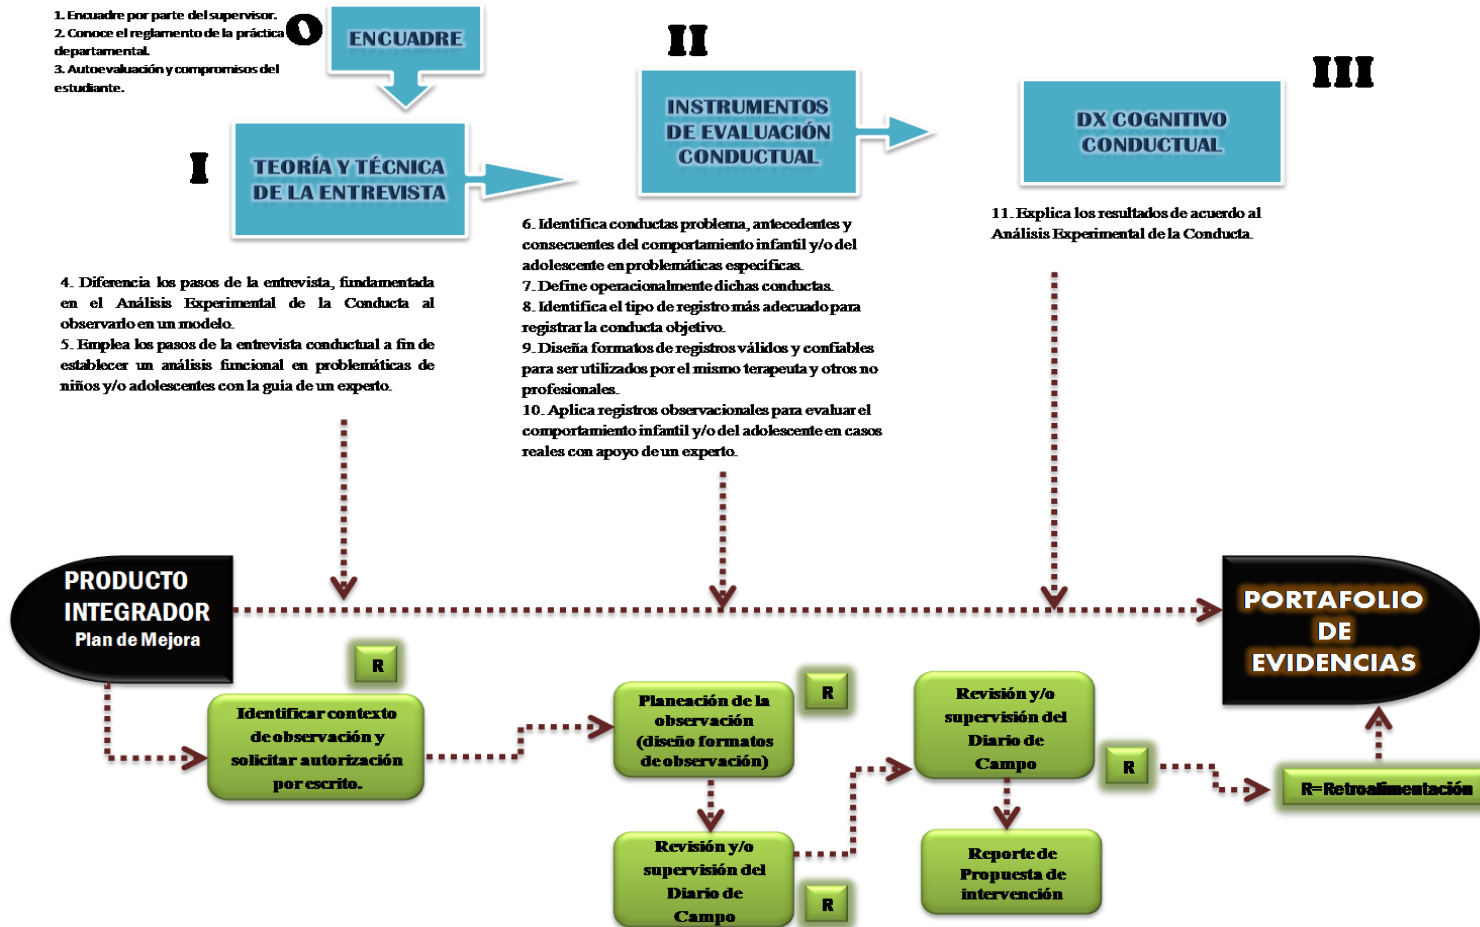 1. Encuadre por parte del supervisor.
2. Conoce el reglamento de la práctica
departamental.
3. Autoevaluación y compromisos del
estudiante.
O
ENCUADRE
II
III
I
TEORÍA Y TÉCNICA
DE LA ENTREVISTA
INSTRUMENTOS
DE EVALUACIÓN
CONDUCTUAL
DX COGNITIVO
CONDUCTUAL
4. Diferencia los pasos de la entrevista, fundamentada
en el Análisis Experimental de la Conducta al
observarlo en un modelo.
5. Emplea los pasos de la entrevista conductual a fin de
establecer un análisis funcional en problemáticas de
niños y/o adolescentes con la guía de un experto.
6. Identifica conductas problema, antecedentes y
consecuentes del comportamiento infantil y/o del
adolescente en problemáticas específicas.
7. Define operacionalmente dichas conductas.
8. Identifica el tipo de registro más adecuado para
registrar la conducta objetivo.
9. Diseña formatos de registros válidos y confiables
para ser utilizados por el mismo terapeuta y otros no
profesionales.
10. Aplica registros observacionales para evaluar el
comportamiento infantil y/o del adolescente en casos
reales con apoyo de un experto.
11. Explica los resultados de acuerdo al
Análisis Experimental de la Conducta.
PRODUCTO
INTEGRADOR
Plan de Mejora
PORTAFOLIO
DE
EVIDENCIAS
R
Identificar contexto
de observación y
solicitar autorización
por escrito.
Planeación de la
observación
(diseño formatos
de observación)
R
Revisión y/o
supervisión del
Diario de
Campo
R
Revisión y/o
supervisión del
Diario de
Campo
R
Reporte de
Propuesta de
intervención
R=Retroalimentación